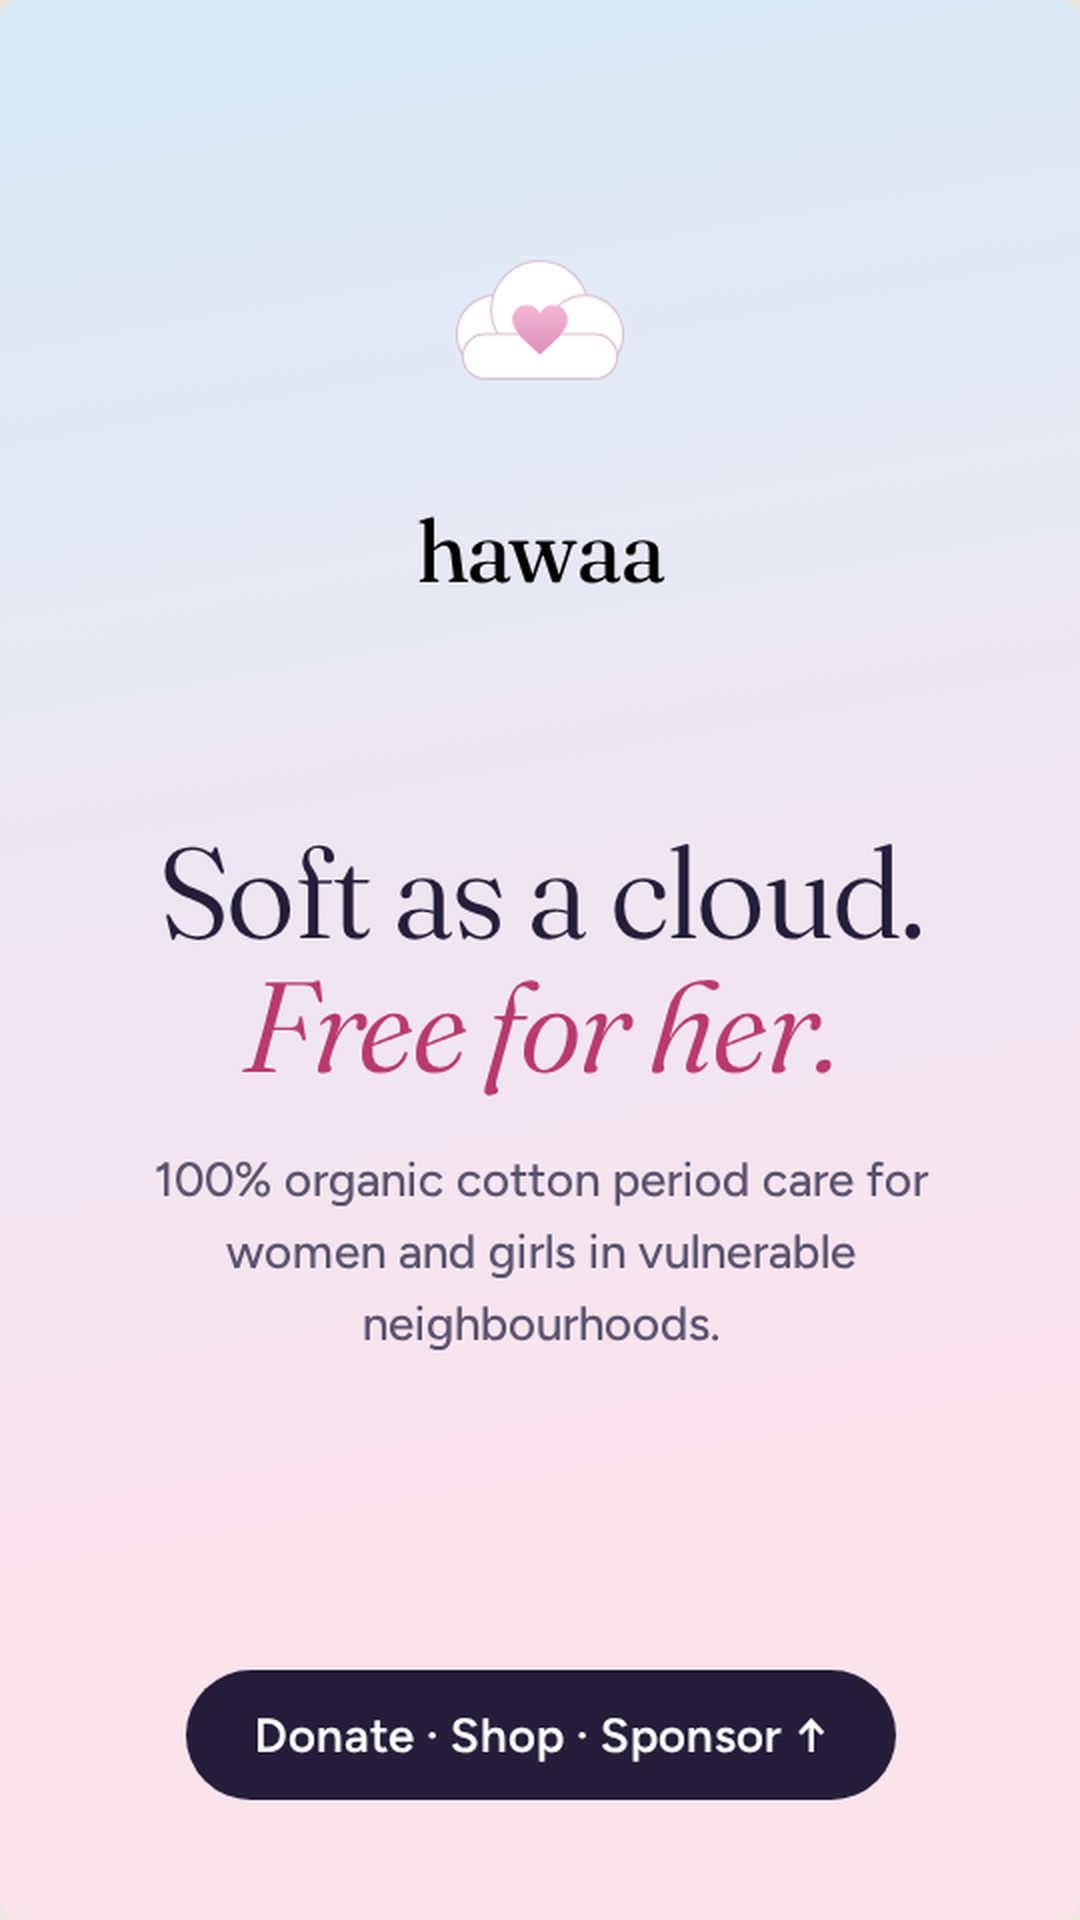 hawaa
Soft as a cloud.
Free for her.
100% organic cotton period care for
women and girls in vulnerable
neighbourhoods.
Donate · Shop · Sponsor ↑